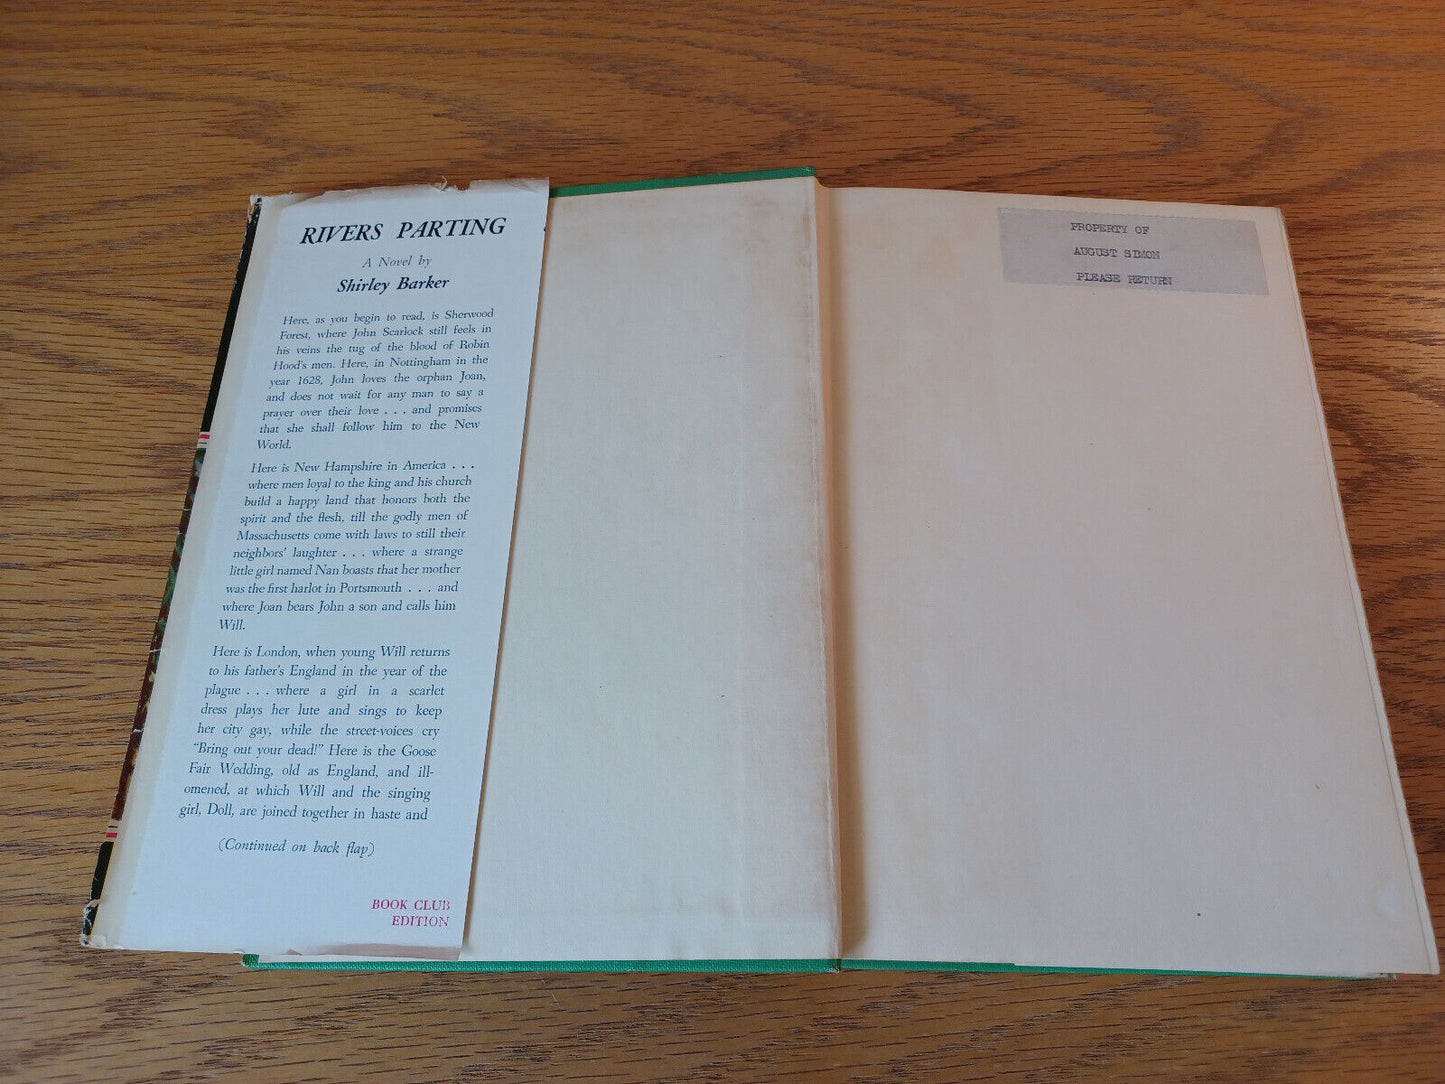 RIVERS PARTING
A Novel by
Shirley Barker
Here, as you begin to read, is Sherwood
Forest, where John Scarlock still feels in
his veins the tug of the blood of Robin
Hood's men. Here, in Nottingham in the
year 1628, John loves the orphan Joan,
and does not wait for any man to say a
prayer over their love . . . and promises
that she shall follow him to the New
World.
Here is New Hampshire in America . . .
where men loyal to the king and his church
build a happy land that honors both the
spirit and the flesh, till the godly men of
Massachusetts come with laws to still their
neighbors' laughter . . . where a strange
little girl named Nan boasts that her mother
was the first harlot in Portsmouth . . . and
where Joan bears John a son and calls him
Will.
Here is London, when young Will returns
to his father's England in the year of the
plague . . . where a girl in a scarlet
dress plays her lute and sings to keep
her city gay, while the street-voices cry
"Bring out your dead!" Here is the Goose
Fair Wedding, old as England, and ill-
omened, at which Will and the singing
girl, Doll, are joined together in haste and
(Continued on back flap)
BOOK CLUB
EDITION
PROPERTY OF
AUGUST SIMON
PLEASE RETURN